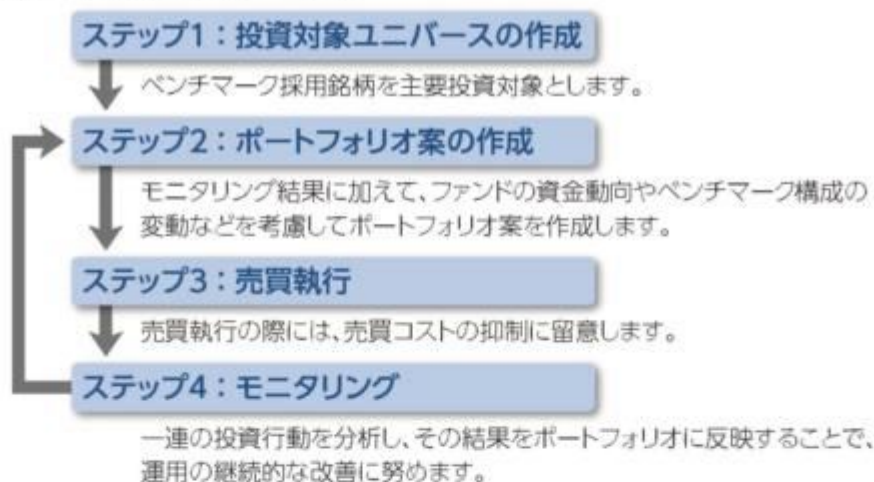 ステップ1：投資対象ユニバースの作成
ベンチマーク採用銘柄を主要投資対象とします。
ステップ2：ポートフォリオ案の作成
モニタリング結果に加えて、ファンドの資金動向やベンチマーク構成の
変動などを考慮してポートフォリオ案を作成します。
ステップ3：売買執行
売買執行の際には、売買コストの抑制に留意します。
ステップ4：モニタリング
一連の投資行動を分析し、その結果をポートフォリオに反映することで、
運用の継続的な改善に努めます。